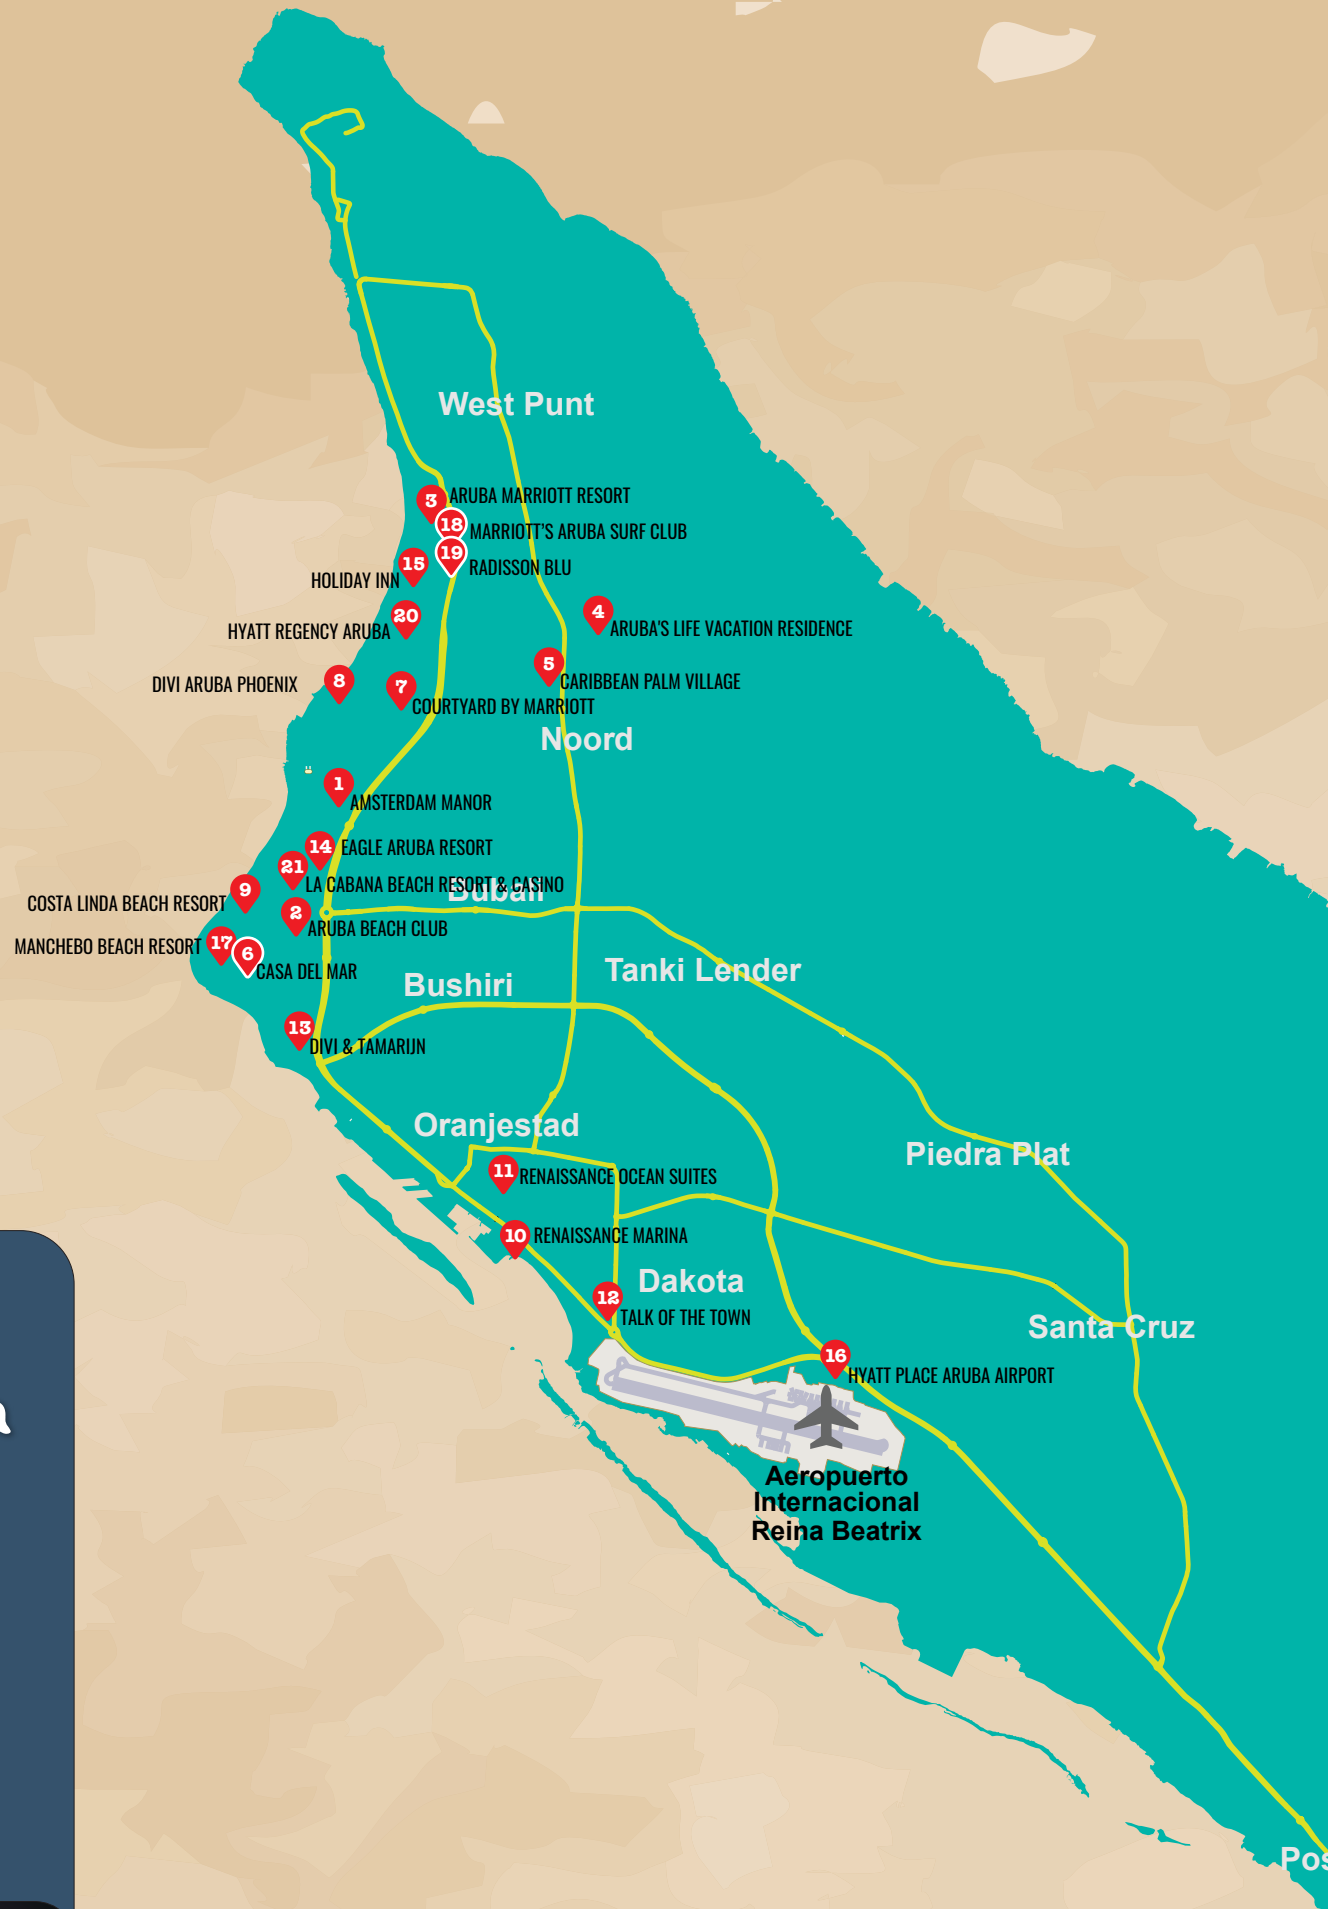 West Punt
3 ARUBA MARRIOTT RESORT
18 MARRIOTT'S ARUBA SURF CLUB
19 RADISSON BLU
15 HOLIDAY INN
20 HYATT REGENCY ARUBA
4 ARUBA'S LIFE VACATION RESIDENCE
5 CARIBBEAN PALM VILLAGE
8 DIVI ARUBA PHOENIX
7 COURTYARD BY MARRIOTT
Noord
1 AMSTERDAM MANOR
14 EAGLE ARUBA RESORT
21 LA CABANA BEACH RESORT & CASINO
Bubali
9 COSTA LINDA BEACH RESORT
2 ARUBA BEACH CLUB
17 MANCHEBO BEACH RESORT
6 CASA DEL MAR
Tanki Lender
Bushiri
13 DIVI & TAMARIJN
Oranjestad
Piedra Plat
11 RENAISSANCE OCEAN SUITES
10 RENAISSANCE MARINA
Dakota
12 TALK OF THE TOWN
Santa Cruz
16 HYATT PLACE ARUBA AIRPORT
Aeropuerto
Internacional
Reina Beatrix
Pos